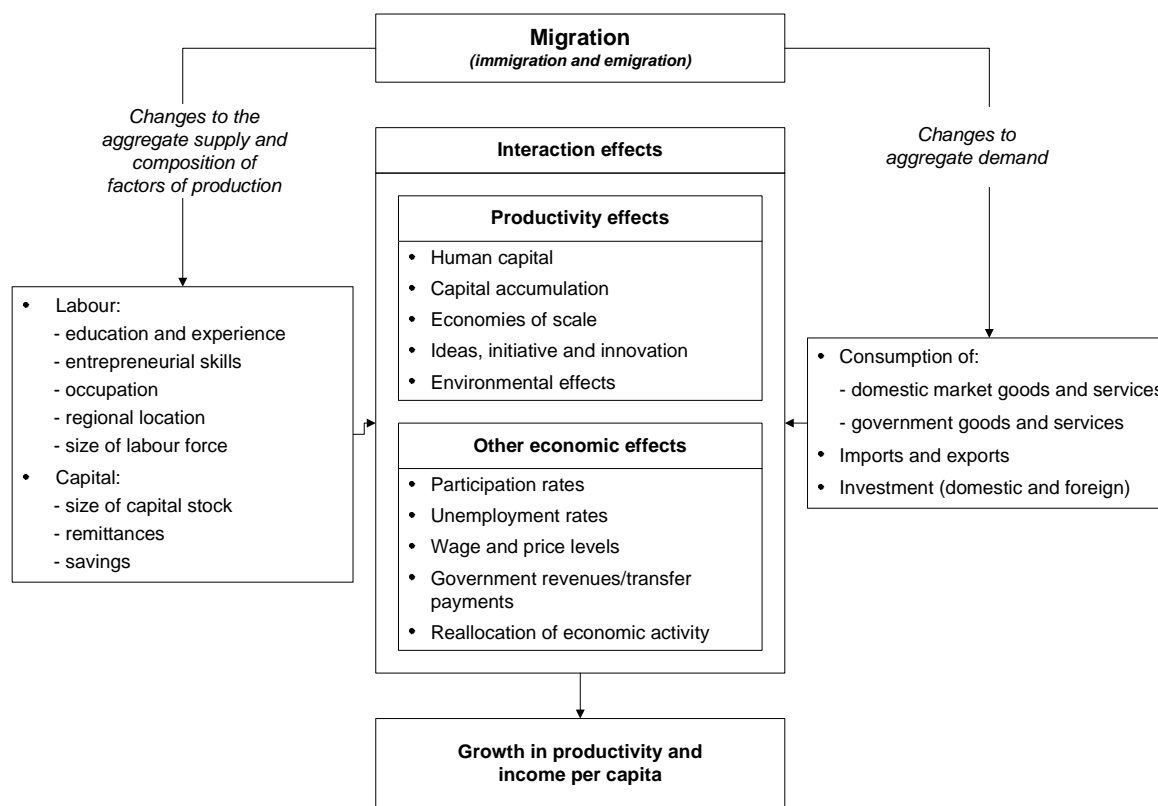 Migration
(immigration and emigration)
Changes to the
aggregate supply and
composition of
factors of production
Changes to
aggregate demand
Interaction effects
Productivity effects
• Human capital
• Capital accumulation
• Economies of scale
• Ideas, initiative and innovation
• Environmental effects
• Labour:
- education and experience
- entrepreneurial skills
- occupation
- regional location
- size of labour force
• Capital:
- size of capital stock
- remittances
- savings
• Consumption of:
- domestic market goods and services
- government goods and services
• Imports and exports
• Investment (domestic and foreign)
Other economic effects
• Participation rates
• Unemployment rates
• Wage and price levels
• Government revenues/transfer
payments
• Reallocation of economic activity
Growth in productivity and
income per capita